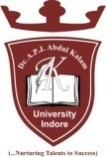 Dr. A.P.J. Abdul Kalam
University
Indore
(...Nurturing Talents to Success)